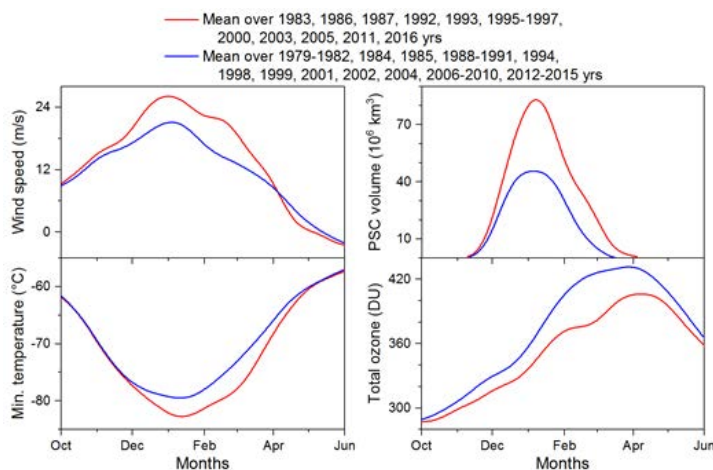 Mean over 1983, 1986, 1987, 1992, 1993, 1995-1997,
2000, 2003, 2005, 2011, 2016 yrs
Mean over 1979-1982, 1984, 1985, 1988-1991, 1994,
1998, 1999, 2001, 2002, 2004, 2006-2010, 2012-2015 yrs
Wind speed (m/s)
24
12
0
PSC volume (10⁶ km³)
70
40
10
Min. temperature (°C)
-60
-70
-80
Oct Dec Feb Apr Jun
Months
Total ozone (DU)
420
360
300
Oct Dec Feb Apr Jun
Months